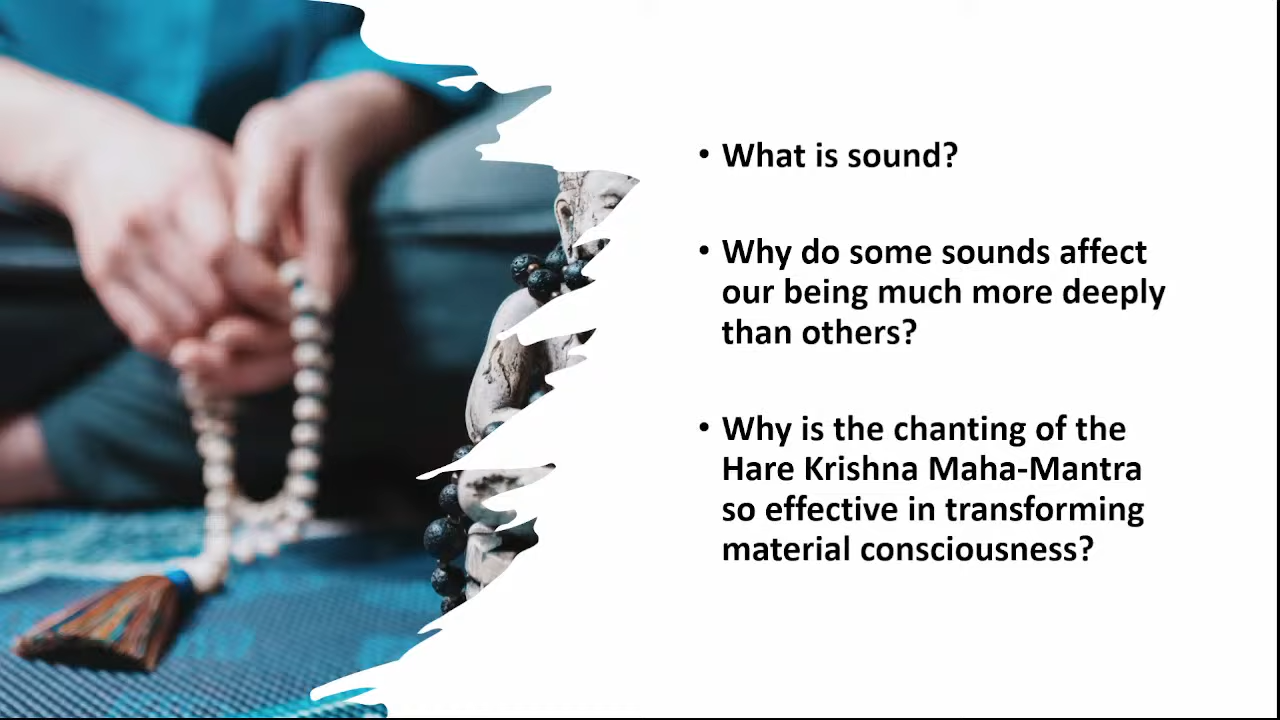 • What is sound?
• Why do some sounds affect
our being much more deeply
than others?
• Why is the chanting of the
Hare Krishna Maha-Mantra
so effective in transforming
material consciousness?